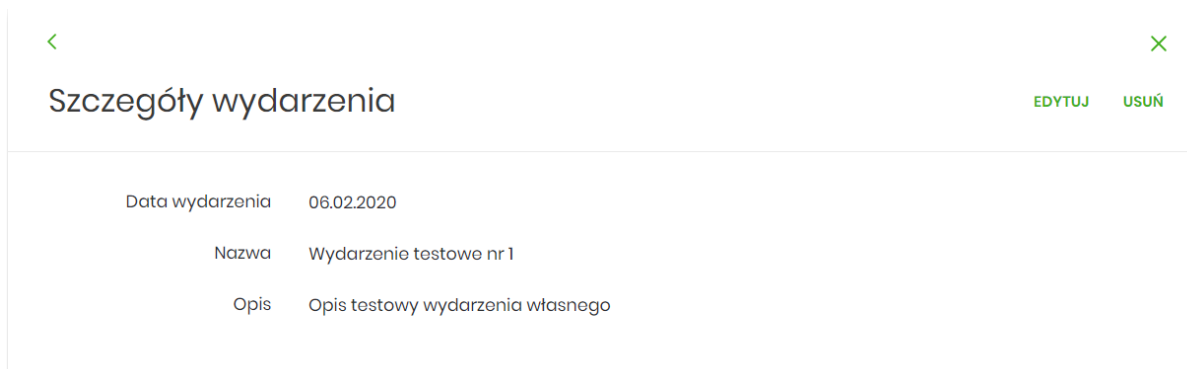 Szczegóły wydarzenia
EDYTUJ USUŃ
Data wydarzenia 06.02.2020
Nazwa Wydarzenie testowe nr 1
Opis Opis testowy wydarzenia własnego